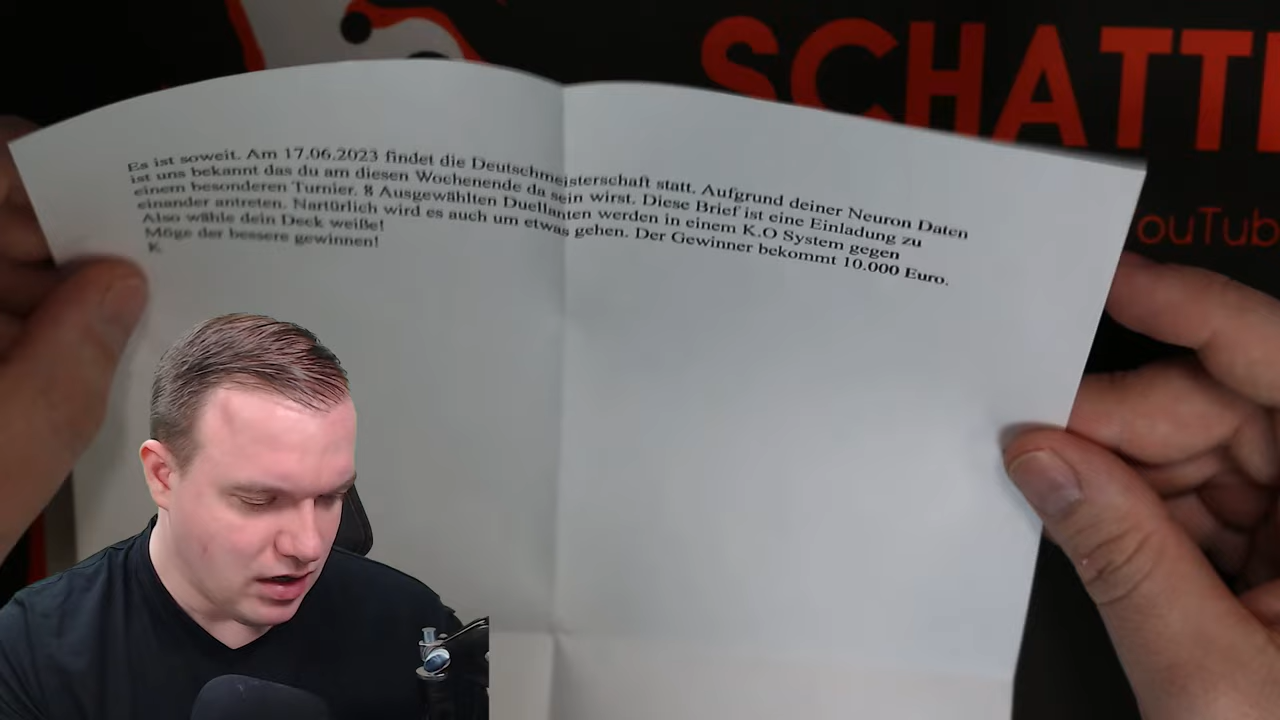 SCHATT
ouTub
Es ist soweit. Am 17.06.2023 findet die Deutschmeisterschaft statt. Aufgrund deiner Neuron Daten
ist uns bekannt das du am diesen Wochenende da sein wirst. Diese Brief ist eine Einladung zu
einem besonderen Turnier. 8 Ausgewählten Duellanten werden in einem K.O System gegen
einander antreten. Nartürlich wird es auch um etwas gehen. Der Gewinner bekommt 10.000 Euro.
Also wähle dein Deck weiße!
Möge der bessere gewinnen!
K.